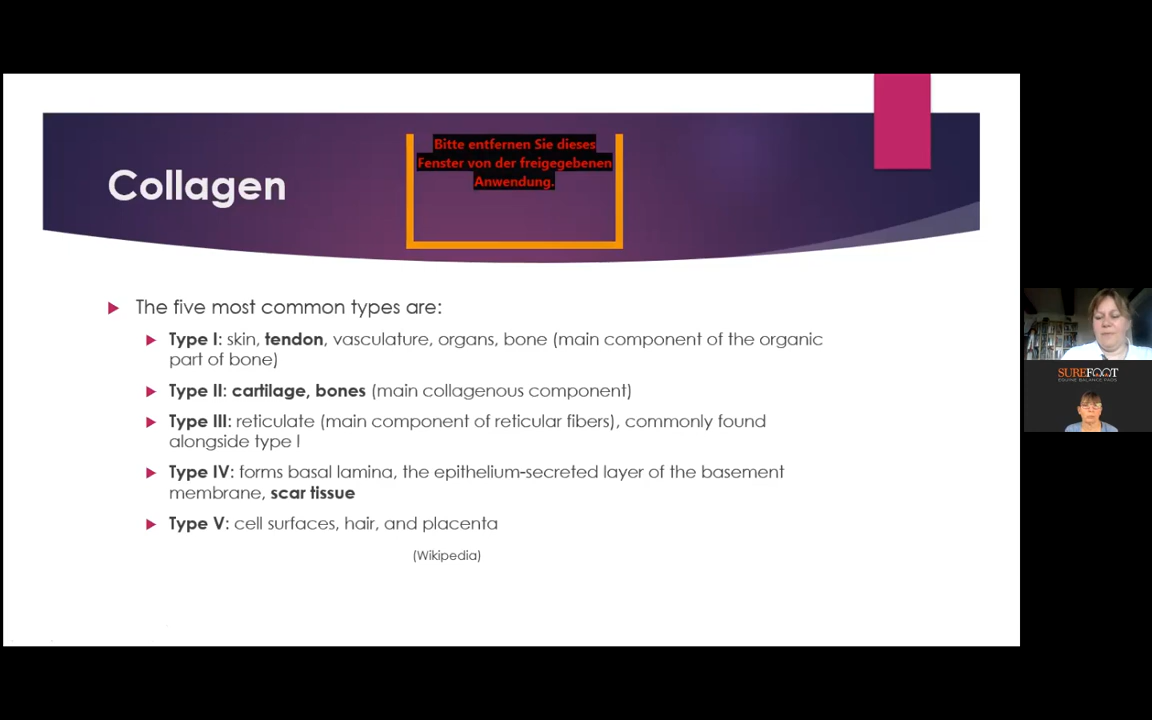 Bitte entfernen Sie dieses
Fenster von der freigegebenen
Anwendung.
Collagen
The five most common types are:
Type I: skin, tendon, vasculature, organs, bone (main component of the organic
part of bone)
Type II: cartilage, bones (main collagenous component)
Type III: reticulate (main component of reticular fibers), commonly found
alongside type I
Type IV: forms basal lamina, the epithelium-secreted layer of the basement
membrane, scar tissue
Type V: cell surfaces, hair, and placenta
(Wikipedia)
SUREFOOT
EQUINE BALANCE PADS